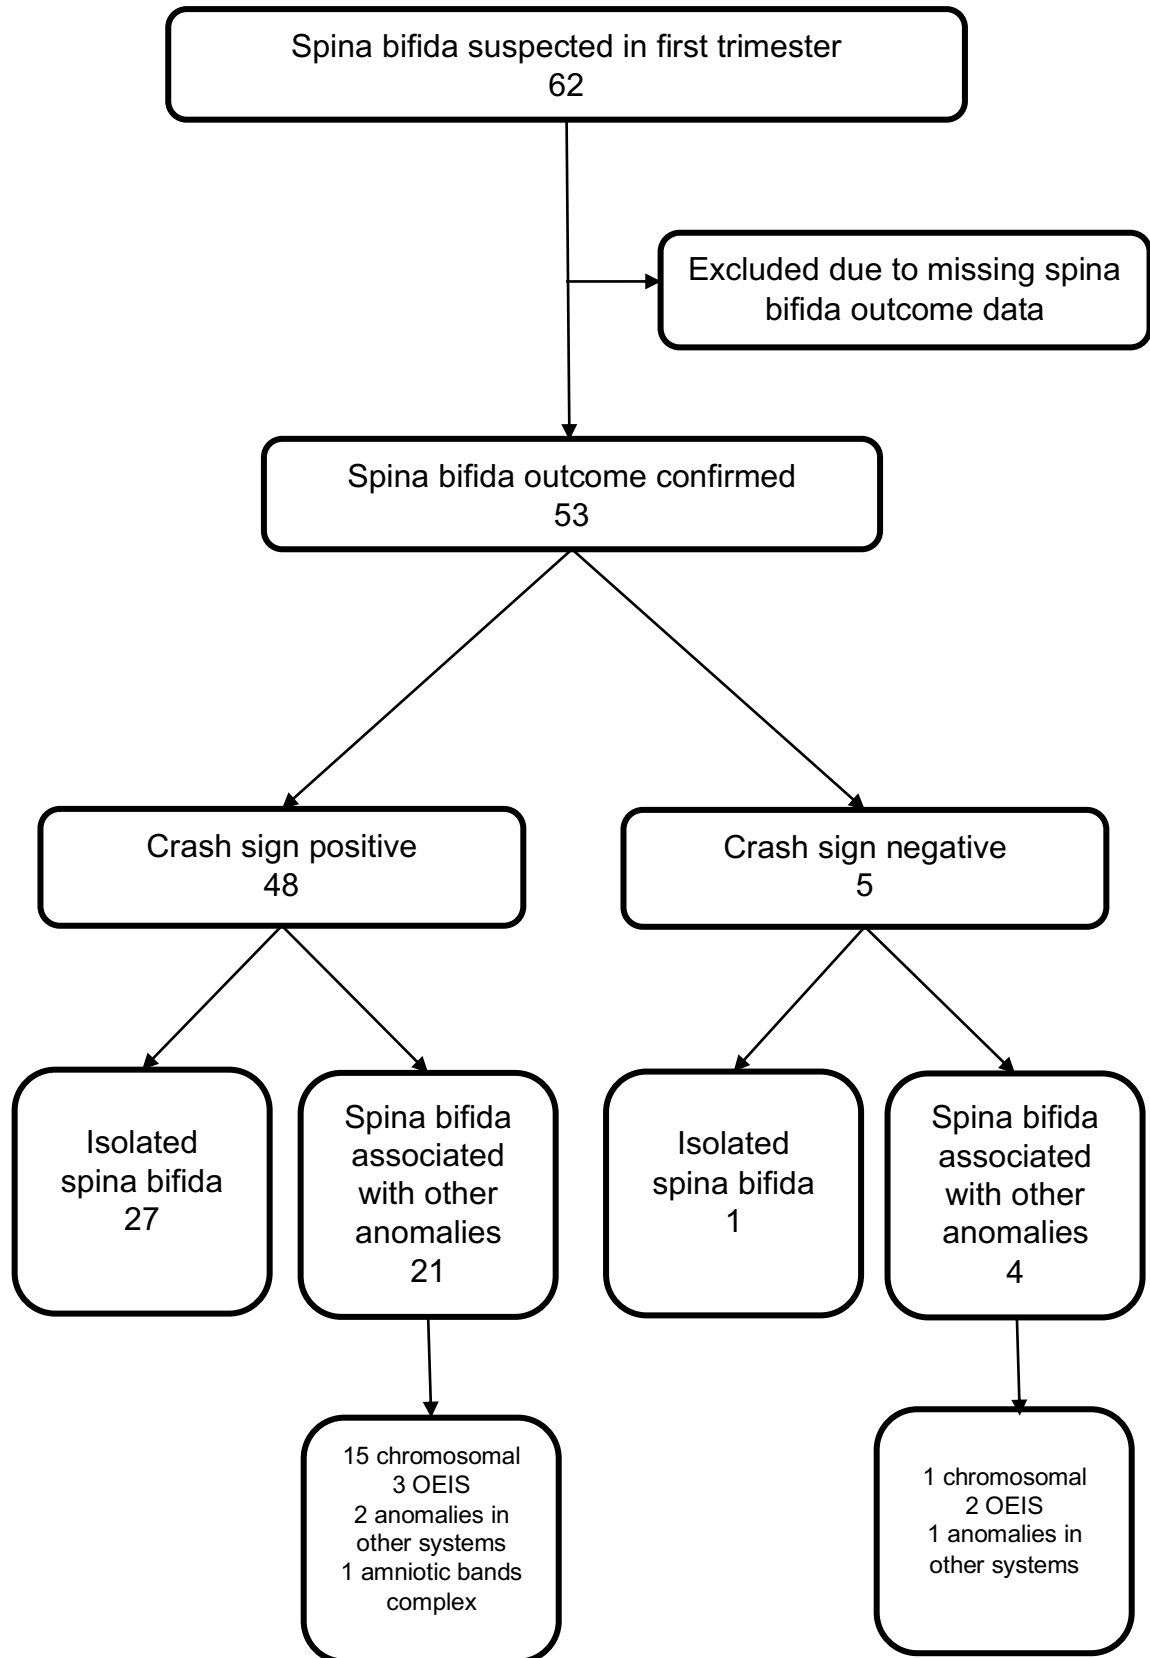 Spina bifida suspected in first trimester
62
Excluded due to missing spina
bifida outcome data
Spina bifida outcome confirmed
53
Crash sign positive
48
Crash sign negative
5
Isolated
spina bifida
27
Spina bifida
associated
with other
anomalies
21
Isolated
spina bifida
1
Spina bifida
associated
with other
anomalies
4
15 chromosomal
3 OEIS
2 anomalies in
other systems
1 amniotic bands
complex
1 chromosomal
2 OEIS
1 anomalies in
other systems